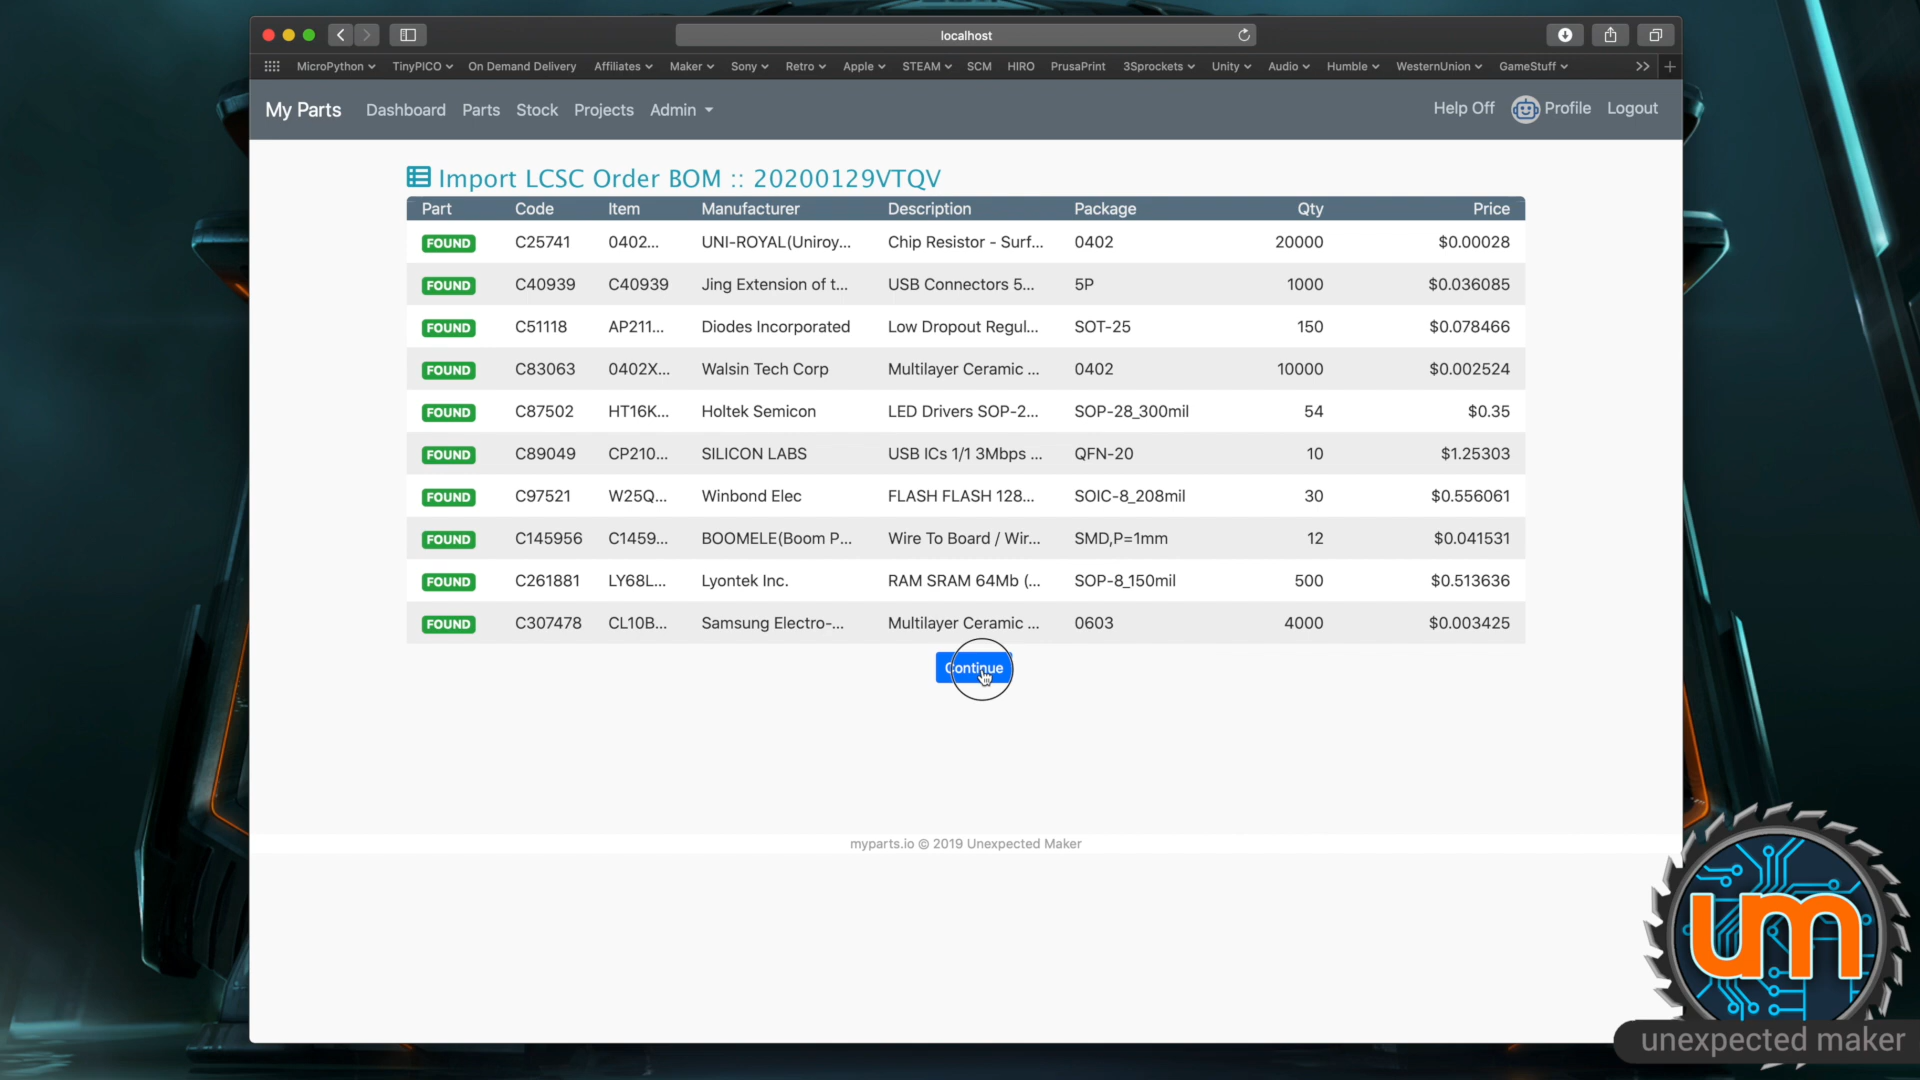 localhost
MicroPython TinyPICO On Demand Delivery Affiliates Maker Sony Retro Apple STEAM SCM HIRO PrusaPrint 3Sprockets Unity Audio Humble WesternUnion GameStuff
My Parts Dashboard Parts Stock Projects Admin Help Off Profile Logout
Import LCSC Order BOM :: 20200129VTQV
Part Code Item Manufacturer Description Package Qty Price
FOUND C25741 0402... UNI-ROYAL(Uniroy... Chip Resistor - Surf... 0402 20000 $0.00028
FOUND C40939 C40939 Jing Extension of t... USB Connectors 5... 5P 1000 $0.036085
FOUND C51118 AP211... Diodes Incorporated Low Dropout Regul... SOT-25 150 $0.078466
FOUND C83063 0402X... Walsin Tech Corp Multilayer Ceramic ... 0402 10000 $0.002524
FOUND C87502 HT16K... Holtek Semicon LED Drivers SOP-2... SOP-28_300mil 54 $0.35
FOUND C89049 CP210... SILICON LABS USB ICs 1/1 3Mbps ... QFN-20 10 $1.25303
FOUND C97521 W25Q... Winbond Elec FLASH FLASH 128... SOIC-8_208mil 30 $0.556061
FOUND C145956 C1459... BOOMELE(Boom P... Wire To Board / Wir... SMD,P=1mm 12 $0.041531
FOUND C261881 LY68L... Lyontek Inc. RAM SRAM 64Mb (... SOP-8_150mil 500 $0.513636
FOUND C307478 CL10B... Samsung Electro-... Multilayer Ceramic ... 0603 4000 $0.003425
Continue
myparts.io © 2019 Unexpected Maker
um
unexpected maker